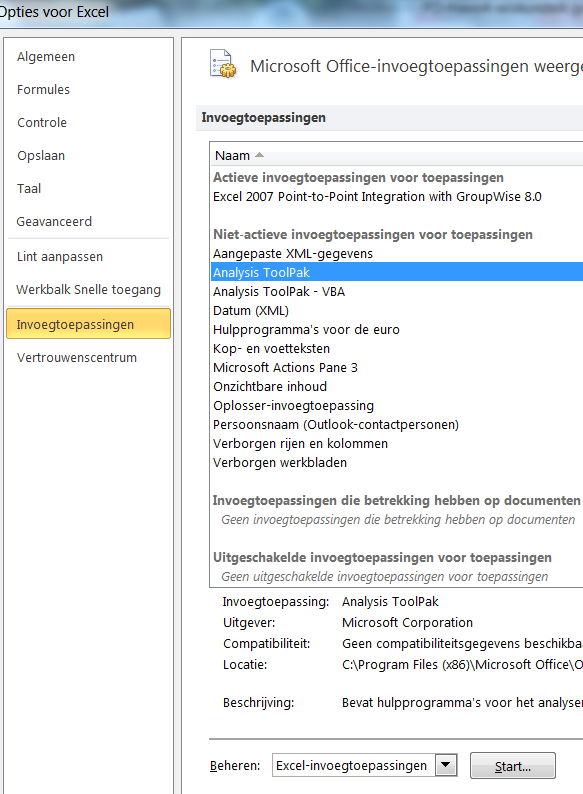 Opties voor Excel
Algemeen
Formules
Controle
Opslaan
Taal
Geavanceerd
Lint aanpassen
Werkbalk Snelle toegang
Invoegtoepassingen
Vertrouwenscentrum
Microsoft Office-invoegtoepassingen weerge
Invoegtoepassingen
Naam
Actieve invoegtoepassingen voor toepassingen
Excel 2007 Point-to-Point Integration with GroupWise 8.0
Niet-actieve invoegtoepassingen voor toepassingen
Aangepaste XML-gegevens
Analysis ToolPak
Analysis ToolPak - VBA
Datum (XML)
Hulpprogramma's voor de euro
Kop- en voetteksten
Microsoft Actions Pane 3
Onzichtbare inhoud
Oplosser-invoegtoepassing
Persoonsnaam (Outlook-contactpersonen)
Verborgen rijen en kolommen
Verborgen werkbladen
Invoegtoepassingen die betrekking hebben op documenten
Geen invoegtoepassingen die betrekking hebben op documenten
Uitgeschakelde invoegtoepassingen voor toepassingen
Geen uitgeschakelde invoegtoepassingen voor toepassingen
Invoegtoepassing: Analysis ToolPak
Uitgever: Microsoft Corporation
Compatibiliteit: Geen compatibiliteitsgegevens beschikba
Locatie: C:\Program Files (x86)\Microsoft Office\O
Beschrijving: Bevat hulpprogramma's voor het analyse
Beheren: Excel-invoegtoepassingen Start...